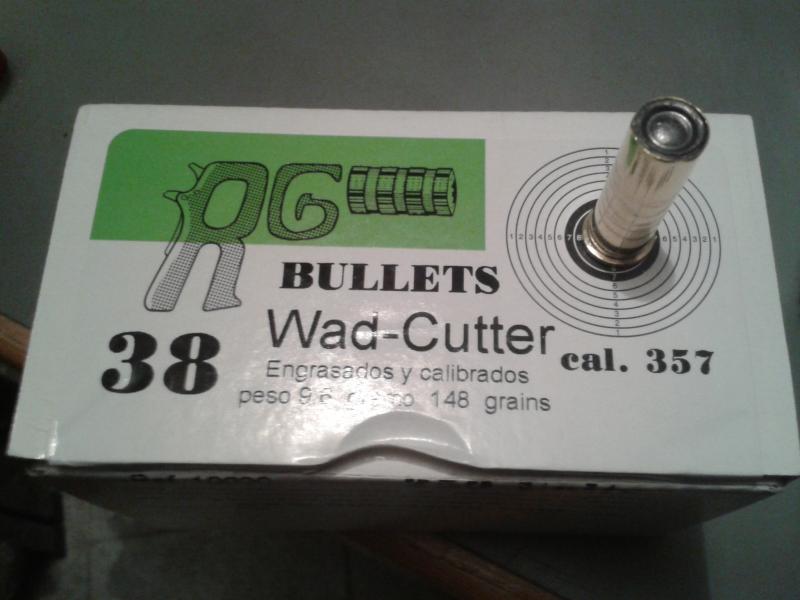 RG
BULLETS
38
Wad-Cutter
cal. 357
Engrasados y calibrados
peso 148 grains